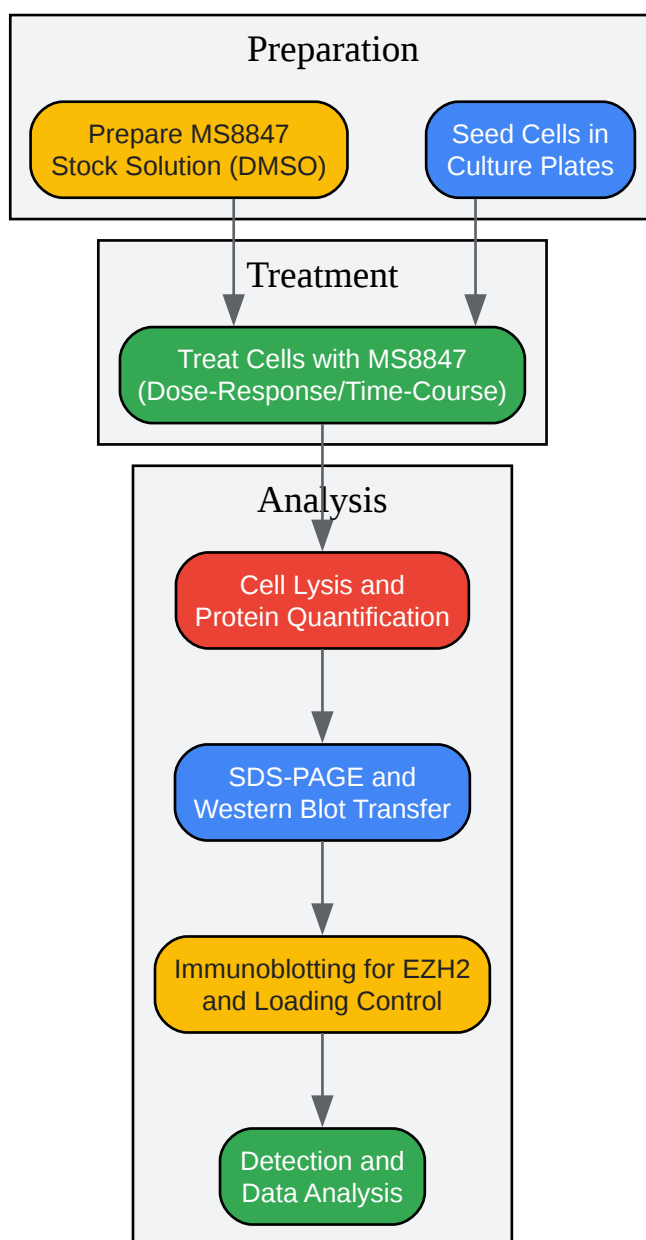 Preparation
Prepare MS8847
Stock Solution (DMSO)
Seed Cells in
Culture Plates
Treatment
Treat Cells with MS8847
(Dose-Response/Time-Course)
Analysis
Cell Lysis and
Protein Quantification
SDS-PAGE and
Western Blot Transfer
Immunoblotting for EZH2
and Loading Control
Detection and
Data Analysis